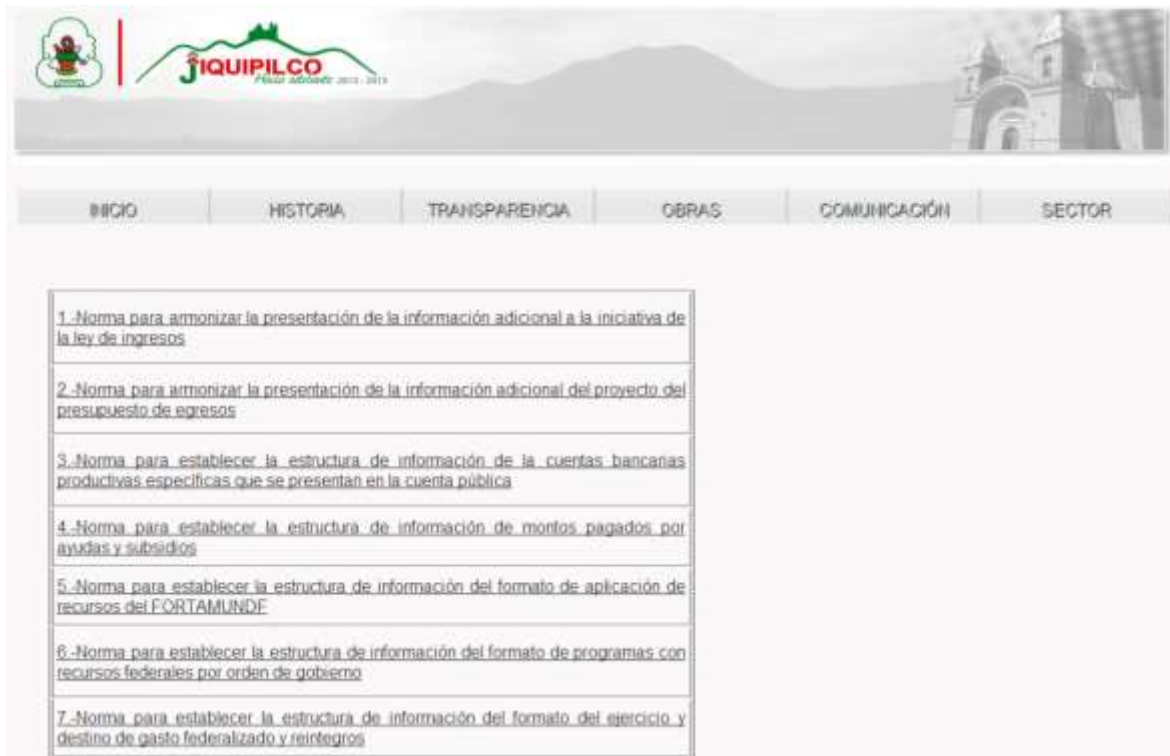 JIQUIPILCO
Hacia adelante 2013 - 2015
INICIO
HISTORIA
TRANSPARENCIA
OBRAS
COMUNICACIÓN
SECTOR
1.-Norma para armonizar la presentación de la información adicional a la iniciativa de
la ley de ingresos
2.-Norma para armonizar la presentación de la información adicional del proyecto del
presupuesto de egresos
3.-Norma para establecer la estructura de información de la cuentas bancarias
productivas específicas que se presentan en la cuenta pública
4.-Norma para establecer la estructura de información de montos pagados por
ayudas y subsidios
5.-Norma para establecer la estructura de información del formato de aplicación de
recursos del FORTAMUNDF
6.-Norma para establecer la estructura de información del formato de programas con
recursos federales por orden de gobierno
7.-Norma para establecer la estructura de información del formato del ejercicio y
destino de gasto federalizado y reintegros